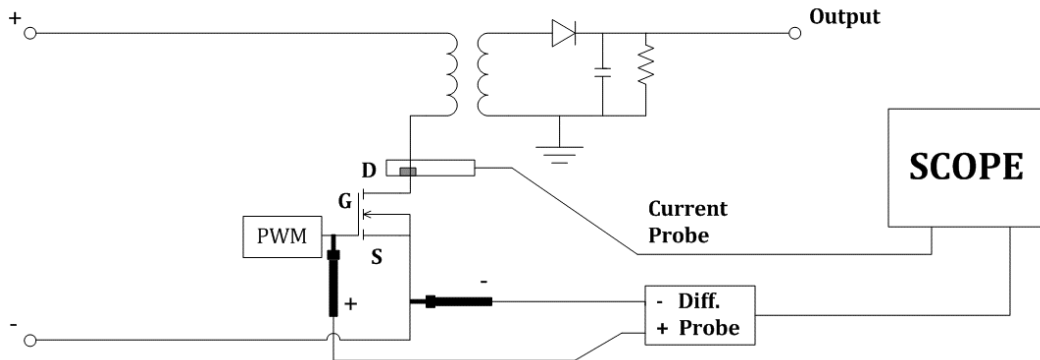 +
Output
SCOPE
D
G
Current
Probe
PWM
S
-
+
- Diff.
+ Probe
-